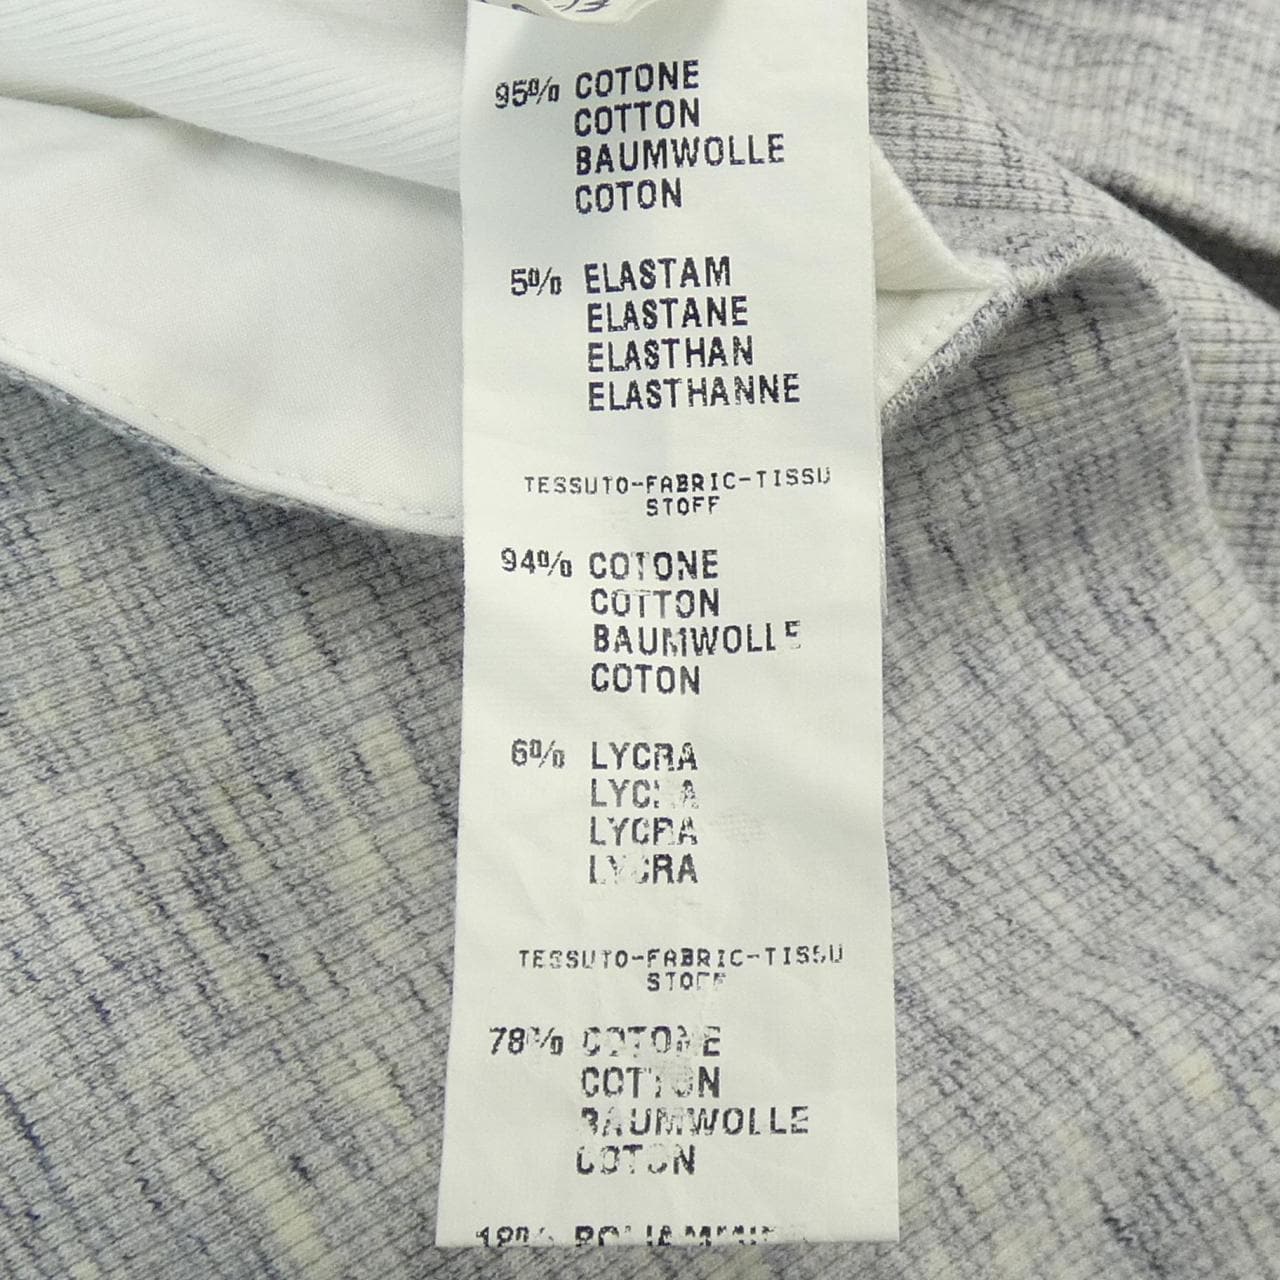 95% COTONE
COTTON
BAUMWOLLE
COTON
5% ELASTAM
ELASTANE
ELASTHAN
ELASTHANNE
TESSUTO-FABRIC-TISSU
STOFF
94% COTONE
COTTON
BAUMWOLLE
COTON
6% LYCRA
LYCRA
LYCRA
LYCRA
TESSUTO-FABRIC-TISSU
STOFF
78% COTONE
COTTON
BAUMWOLLE
COTON
18%